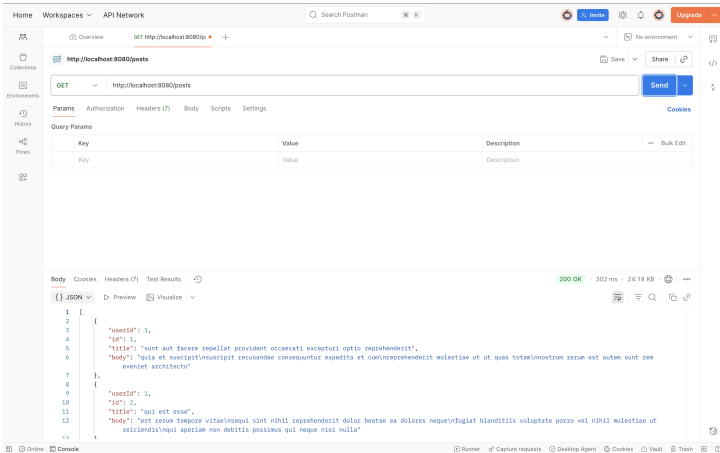 Home Workspaces API Network Search Postman ⌘ K Invite Upgrade
Overview GET http://localhost:8080/p No environment
http://localhost:8080/posts Save Share
GET http://localhost:8080/posts Send
Params Authorization Headers (7) Body Scripts Settings Cookies
Query Params
Key Value Description Bulk Edit
Key Value Description
Collections
Environments
History
Flows
Body Cookies Headers (7) Test Results 200 OK 302 ms 24.18 KB
{ } JSON Preview Visualize
1 [
2 {
3 "userId": 1,
4 "id": 1,
5 "title": "sunt aut facere repellat provident occaecati excepturi optio reprehenderit",
6 "body": "quia et suscipit\nsuscipit recusandae consequuntur expedita et cum\nreprehenderit molestiae ut ut quas totam\nnostrum rerum est autem sunt rem
eveniet architecto"
7 },
8 {
9 "userId": 1,
10 "id": 2,
11 "title": "qui est esse",
12 "body": "est rerum tempore vitae\nsequi sint nihil reprehenderit dolor beatae ea dolores neque\nfugiat blanditiis voluptate porro vel nihil molestiae ut
reiciendis\nqui aperiam non debitis possimus qui neque nisi nulla"
Online Console Runner Capture requests Desktop Agent Cookies Vault Trash